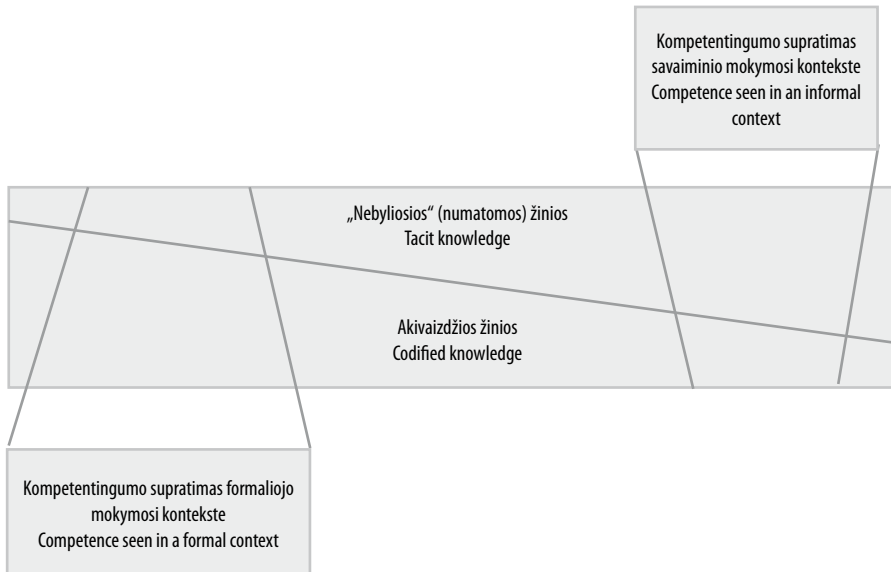 Kompetentingumo supratimas
savaiminio mokymosi kontekste
Competence seen in an informal
context
„Nebyliosios“ (numatomos) žinios
Tacit knowledge
Akivaizdžios žinios
Codified knowledge
Kompetentingumo supratimas formaliojo
mokymosi kontekste
Competence seen in a formal context